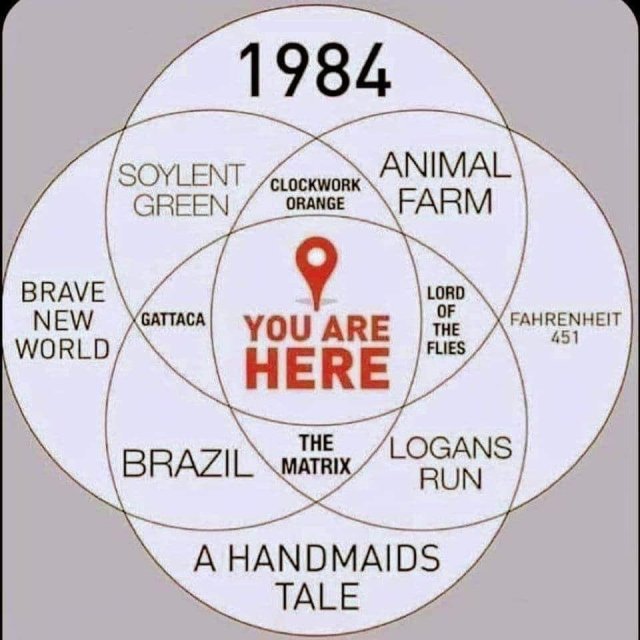 1984
SOYLENT
GREEN
CLOCKWORK
ORANGE
ANIMAL
FARM
BRAVE
NEW
WORLD
GATTACA
YOU ARE
HERE
LORD
OF
THE
FLIES
FAHRENHEIT
451
BRAZIL
THE
MATRIX
LOGANS
RUN
A HANDMAIDS
TALE